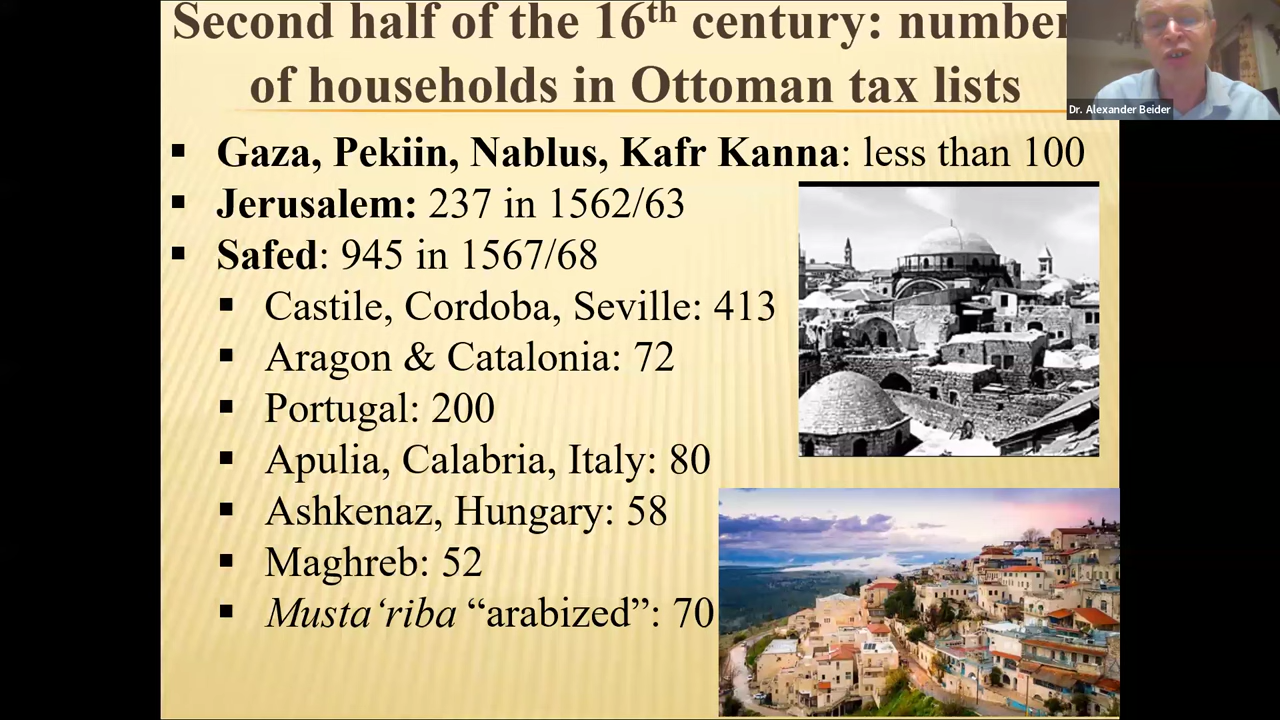 Second half of the 16th century: number
of households in Ottoman tax lists
Dr. Alexander Beider
▪ Gaza, Pekiin, Nablus, Kafr Kanna: less than 100
▪ Jerusalem: 237 in 1562/63
▪ Safed: 945 in 1567/68
▪ Castile, Cordoba, Seville: 413
▪ Aragon & Catalonia: 72
▪ Portugal: 200
▪ Apulia, Calabria, Italy: 80
▪ Ashkenaz, Hungary: 58
▪ Maghreb: 52
▪ Musta‘riba “arabized”: 70